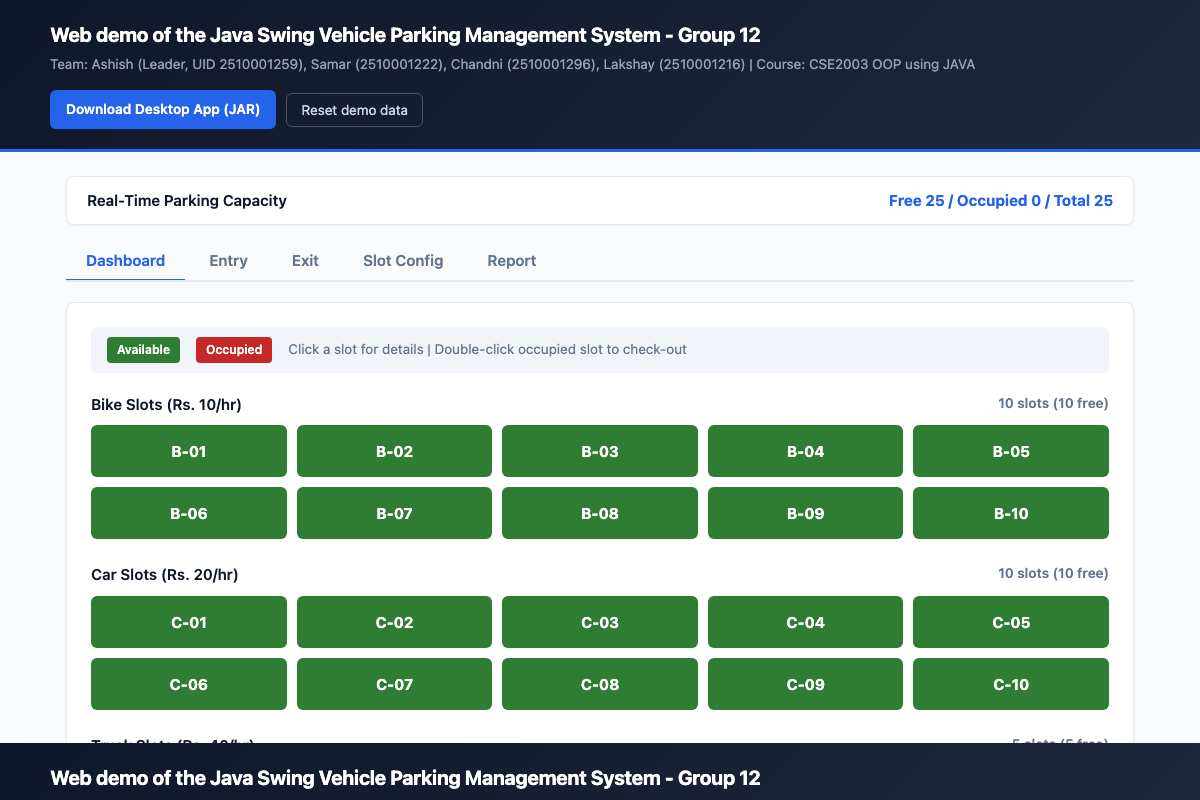 Web demo of the Java Swing Vehicle Parking Management System - Group 12
Team: Ashish (Leader, UID 2510001259), Samar (2510001222), Chandni (2510001296), Lakshay (2510001216) | Course: CSE2003 OOP using JAVA
Download Desktop App (JAR) Reset demo data
Real-Time Parking Capacity Free 25 / Occupied 0 / Total 25
Dashboard Entry Exit Slot Config Report
Available Occupied Click a slot for details | Double-click occupied slot to check-out
Bike Slots (Rs. 10/hr) 10 slots (10 free)
B-01 B-02 B-03 B-04 B-05
B-06 B-07 B-08 B-09 B-10
Car Slots (Rs. 20/hr) 10 slots (10 free)
C-01 C-02 C-03 C-04 C-05
C-06 C-07 C-08 C-09 C-10
Web demo of the Java Swing Vehicle Parking Management System - Group 12